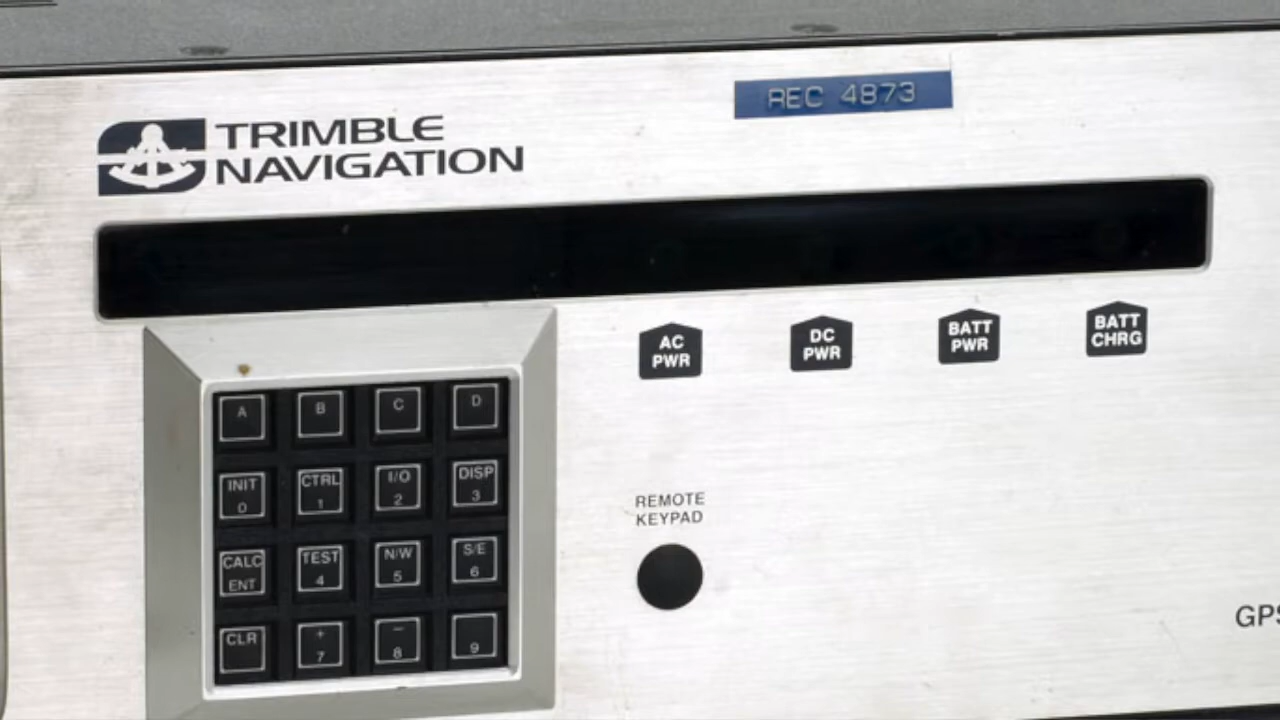 REC 4873
TRIMBLE
NAVIGATION
AC
PWR
DC
PWR
BATT
PWR
BATT
CHRG
A
B
C
D
INIT
0
CTRL
1
I/O
2
DISP
3
CALC
ENT
TEST
4
N/W
5
S/E
6
CLR
+
7
−
8
9
REMOTE
KEYPAD
GPS